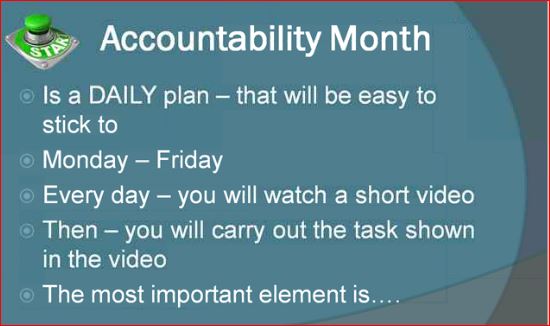 START
Accountability Month
Is a DAILY plan – that will be easy to
stick to
Monday – Friday
Every day – you will watch a short video
Then – you will carry out the task shown
in the video
The most important element is….